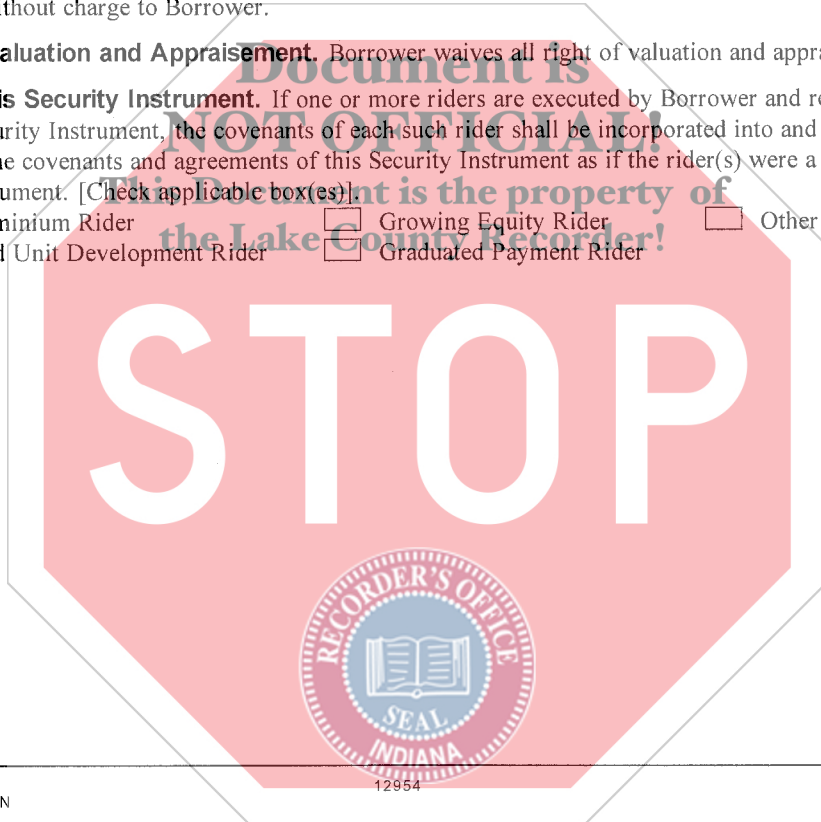 ithout charge to Borrower.
aluation and Appraisement. Borrower waives all right of valuation and appra
Document is
is Security Instrument. If one or more riders are executed by Borrower and re
urity Instrument, the covenants of each such rider shall be incorporated into and
NOT OFFICIAL!
e covenants and agreements of this Security Instrument as if the rider(s) were a
ument. [Check applicable box(es)].
This Document is the property of
minium Rider Growing Equity Rider Other
the Lake County Recorder!
d Unit Development Rider Graduated Payment Rider
STOP
RECORDER'S OFFICE
SEAL
INDIANA
12954
N